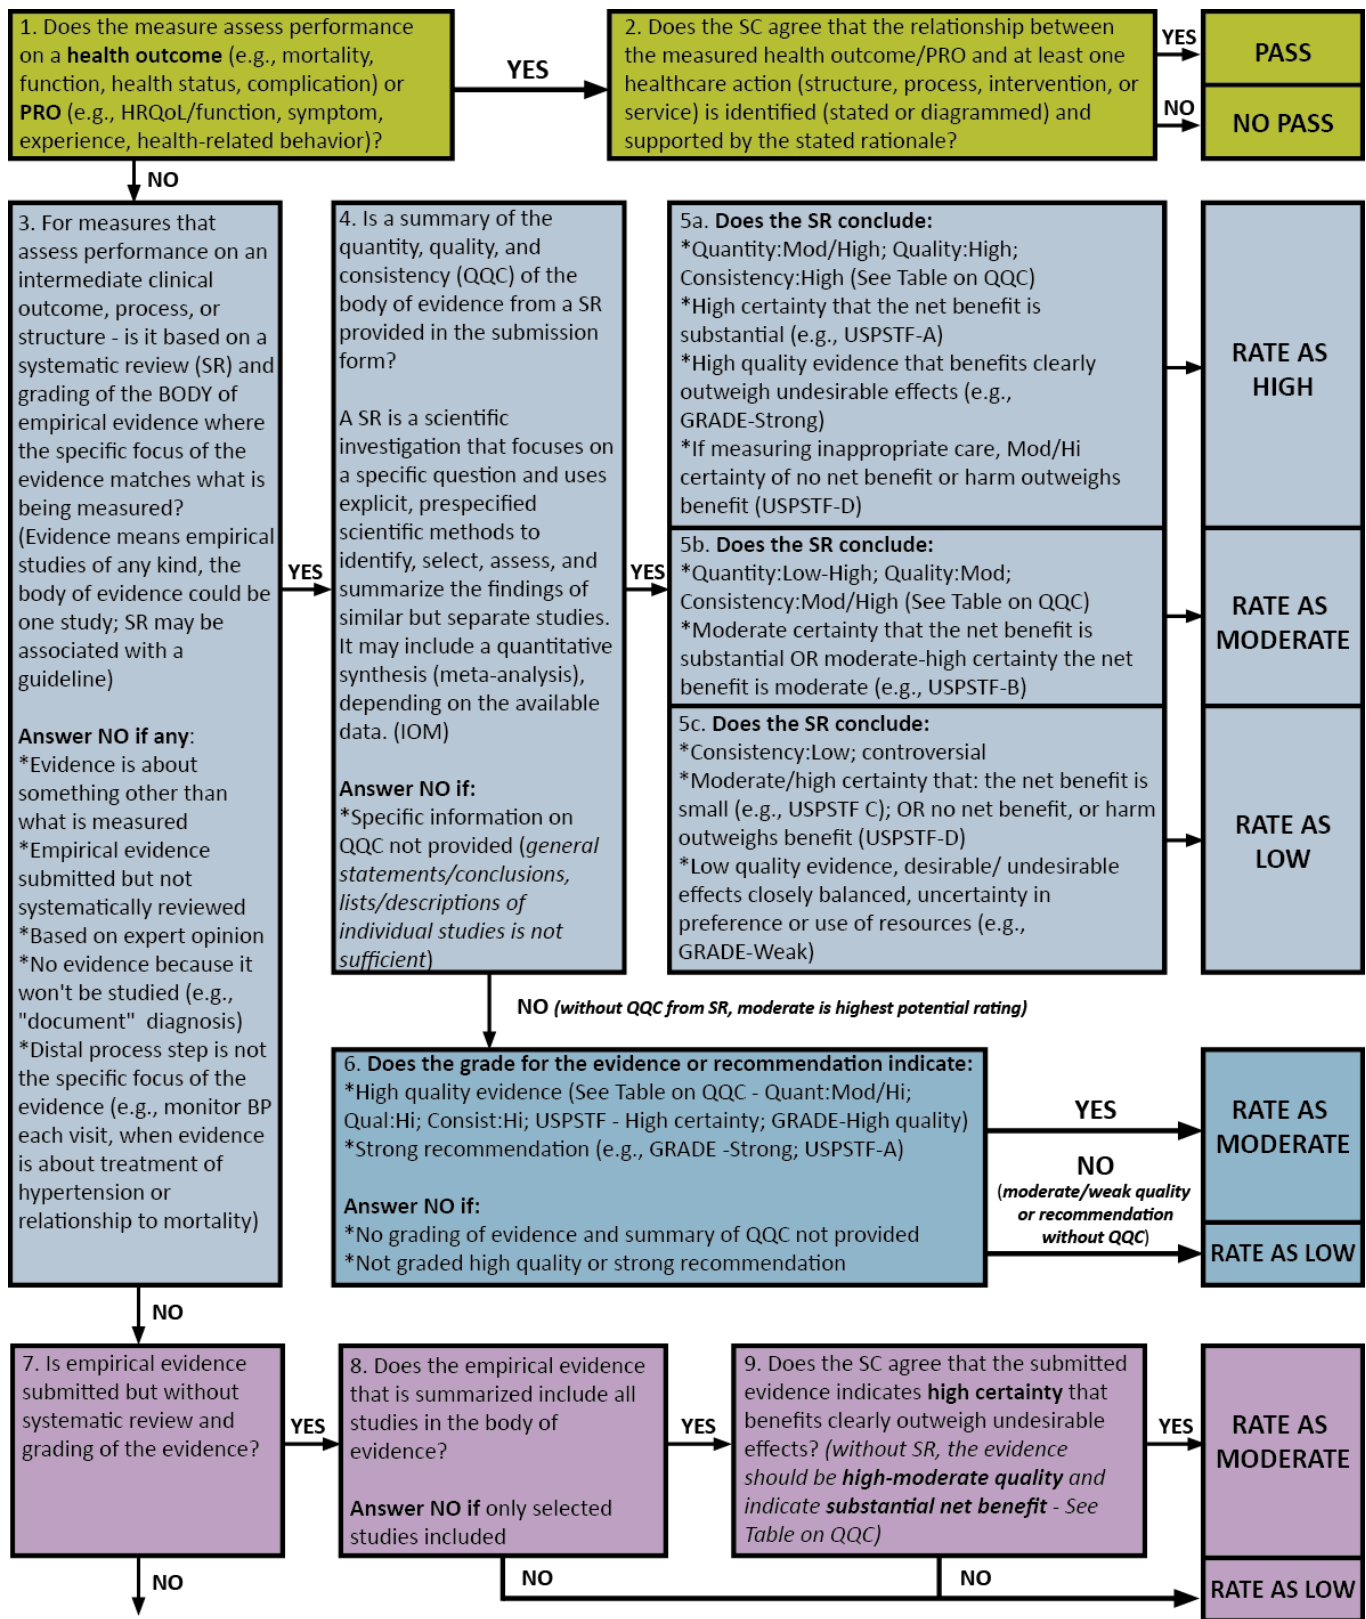 1. Does the measure assess performance
on a health outcome (e.g., mortality,
function, health status, complication) or
PRO (e.g., HRQoL/function, symptom,
experience, health-related behavior)?
YES
2. Does the SC agree that the relationship between
the measured health outcome/PRO and at least one
healthcare action (structure, process, intervention, or
service) is identified (stated or diagrammed) and
supported by the stated rationale?
YES
PASS
NO
NO PASS
NO
3. For measures that
assess performance on an
intermediate clinical
outcome, process, or
structure - is it based on a
systematic review (SR) and
grading of the BODY of
empirical evidence where
the specific focus of the
evidence matches what is
being measured?
(Evidence means empirical
studies of any kind, the
body of evidence could be
one study; SR may be
associated with a
guideline)
Answer NO if any:
*Evidence is about
something other than
what is measured
*Empirical evidence
submitted but not
systematically reviewed
*Based on expert opinion
*No evidence because it
won't be studied (e.g.,
"document" diagnosis)
*Distal process step is not
the specific focus of the
evidence (e.g., monitor BP
each visit, when evidence
is about treatment of
hypertension or
relationship to mortality)
YES
4. Is a summary of the
quantity, quality, and
consistency (QQC) of the
body of evidence from a SR
provided in the submission
form?
A SR is a scientific
investigation that focuses on
a specific question and uses
explicit, prespecified
scientific methods to
identify, select, assess, and
summarize the findings of
similar but separate studies.
It may include a quantitative
synthesis (meta-analysis),
depending on the available
data. (IOM)
Answer NO if:
*Specific information on
QQC not provided (general
statements/conclusions,
lists/descriptions of
individual studies is not
sufficient)
YES
5a. Does the SR conclude:
*Quantity:Mod/High; Quality:High;
Consistency:High (See Table on QQC)
*High certainty that the net benefit is
substantial (e.g., USPSTF-A)
*High quality evidence that benefits clearly
outweigh undesirable effects (e.g.,
GRADE-Strong)
*If measuring inappropriate care, Mod/Hi
certainty of no net benefit or harm outweighs
benefit (USPSTF-D)
RATE AS
HIGH
5b. Does the SR conclude:
*Quantity:Low-High; Quality:Mod;
Consistency:Mod/High (See Table on QQC)
*Moderate certainty that the net benefit is
substantial OR moderate-high certainty the net
benefit is moderate (e.g., USPSTF-B)
RATE AS
MODERATE
5c. Does the SR conclude:
*Consistency:Low; controversial
*Moderate/high certainty that: the net benefit is
small (e.g., USPSTF C); OR no net benefit, or harm
outweighs benefit (USPSTF-D)
*Low quality evidence, desirable/ undesirable
effects closely balanced, uncertainty in
preference or use of resources (e.g.,
GRADE-Weak)
RATE AS
LOW
NO (without QQC from SR, moderate is highest potential rating)
6. Does the grade for the evidence or recommendation indicate:
*High quality evidence (See Table on QQC - Quant:Mod/Hi;
Qual:Hi; Consist:Hi; USPSTF - High certainty; GRADE-High quality)
*Strong recommendation (e.g., GRADE -Strong; USPSTF-A)
Answer NO if:
*No grading of evidence and summary of QQC not provided
*Not graded high quality or strong recommendation
YES
RATE AS
MODERATE
NO
(moderate/weak quality
or recommendation
without QQC)
RATE AS LOW
NO
7. Is empirical evidence
submitted but without
systematic review and
grading of the evidence?
YES
8. Does the empirical evidence
that is summarized include all
studies in the body of
evidence?
Answer NO if only selected
studies included
YES
9. Does the SC agree that the submitted
evidence indicates high certainty that
benefits clearly outweigh undesirable
effects? (without SR, the evidence
should be high-moderate quality and
indicate substantial net benefit - See
Table on QQC)
YES
RATE AS
MODERATE
NO
NO
NO
RATE AS LOW